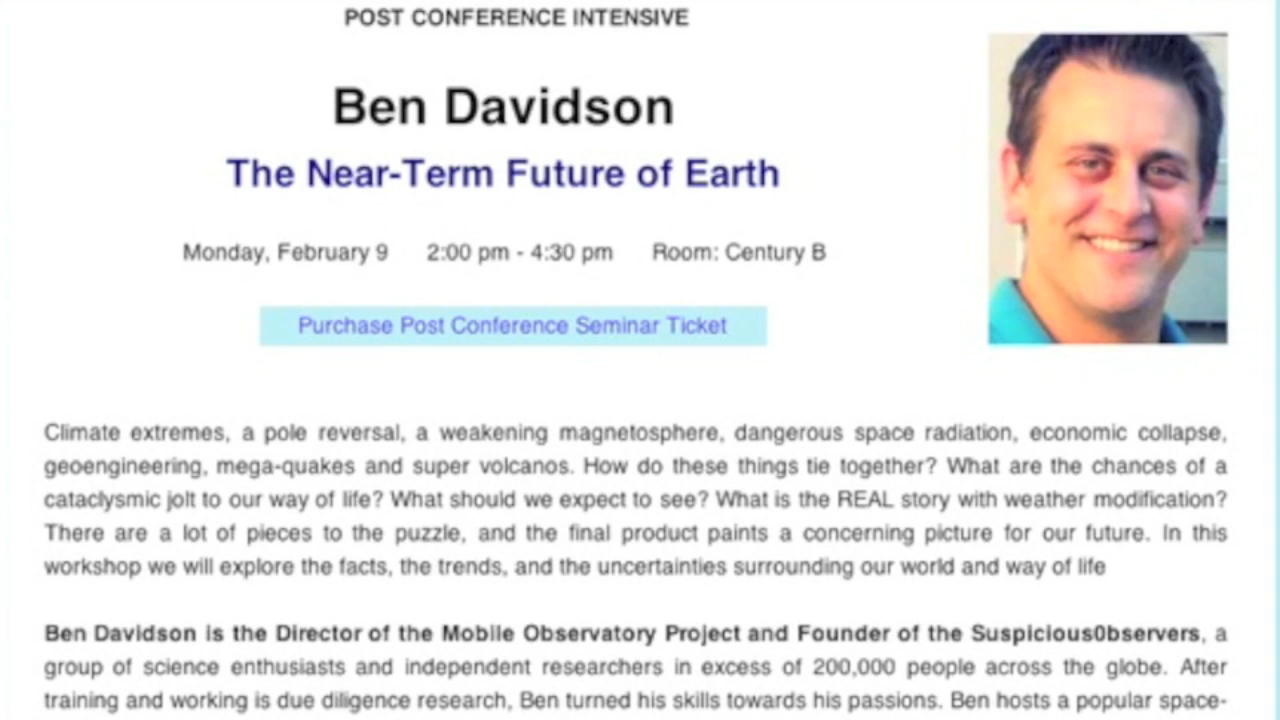 POST CONFERENCE INTENSIVE
Ben Davidson
The Near-Term Future of Earth
Monday, February 9 2:00 pm - 4:30 pm Room: Century B
Purchase Post Conference Seminar Ticket
Climate extremes, a pole reversal, a weakening magnetosphere, dangerous space radiation, economic collapse,
geoengineering, mega-quakes and super volcanos. How do these things tie together? What are the chances of a
cataclysmic jolt to our way of life? What should we expect to see? What is the REAL story with weather modification?
There are a lot of pieces to the puzzle, and the final product paints a concerning picture for our future. In this
workshop we will explore the facts, the trends, and the uncertainties surrounding our world and way of life
Ben Davidson is the Director of the Mobile Observatory Project and Founder of the Suspicious0bservers, a
group of science enthusiasts and independent researchers in excess of 200,000 people across the globe. After
training and working is due diligence research, Ben turned his skills towards his passions. Ben hosts a popular space-